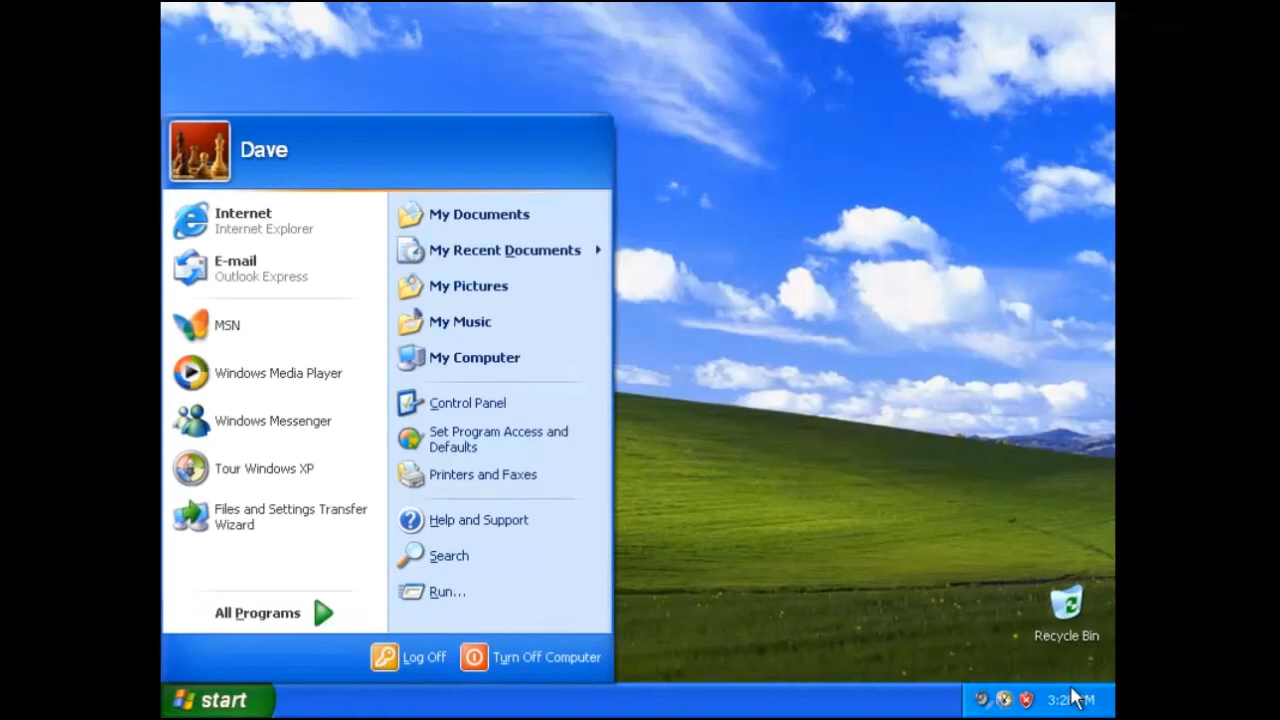 Dave
Internet
Internet Explorer
E-mail
Outlook Express
MSN
Windows Media Player
Windows Messenger
Tour Windows XP
Files and Settings Transfer
Wizard
All Programs
My Documents
My Recent Documents
My Pictures
My Music
My Computer
Control Panel
Set Program Access and
Defaults
Printers and Faxes
Help and Support
Search
Run...
Log Off
Turn Off Computer
Recycle Bin
start